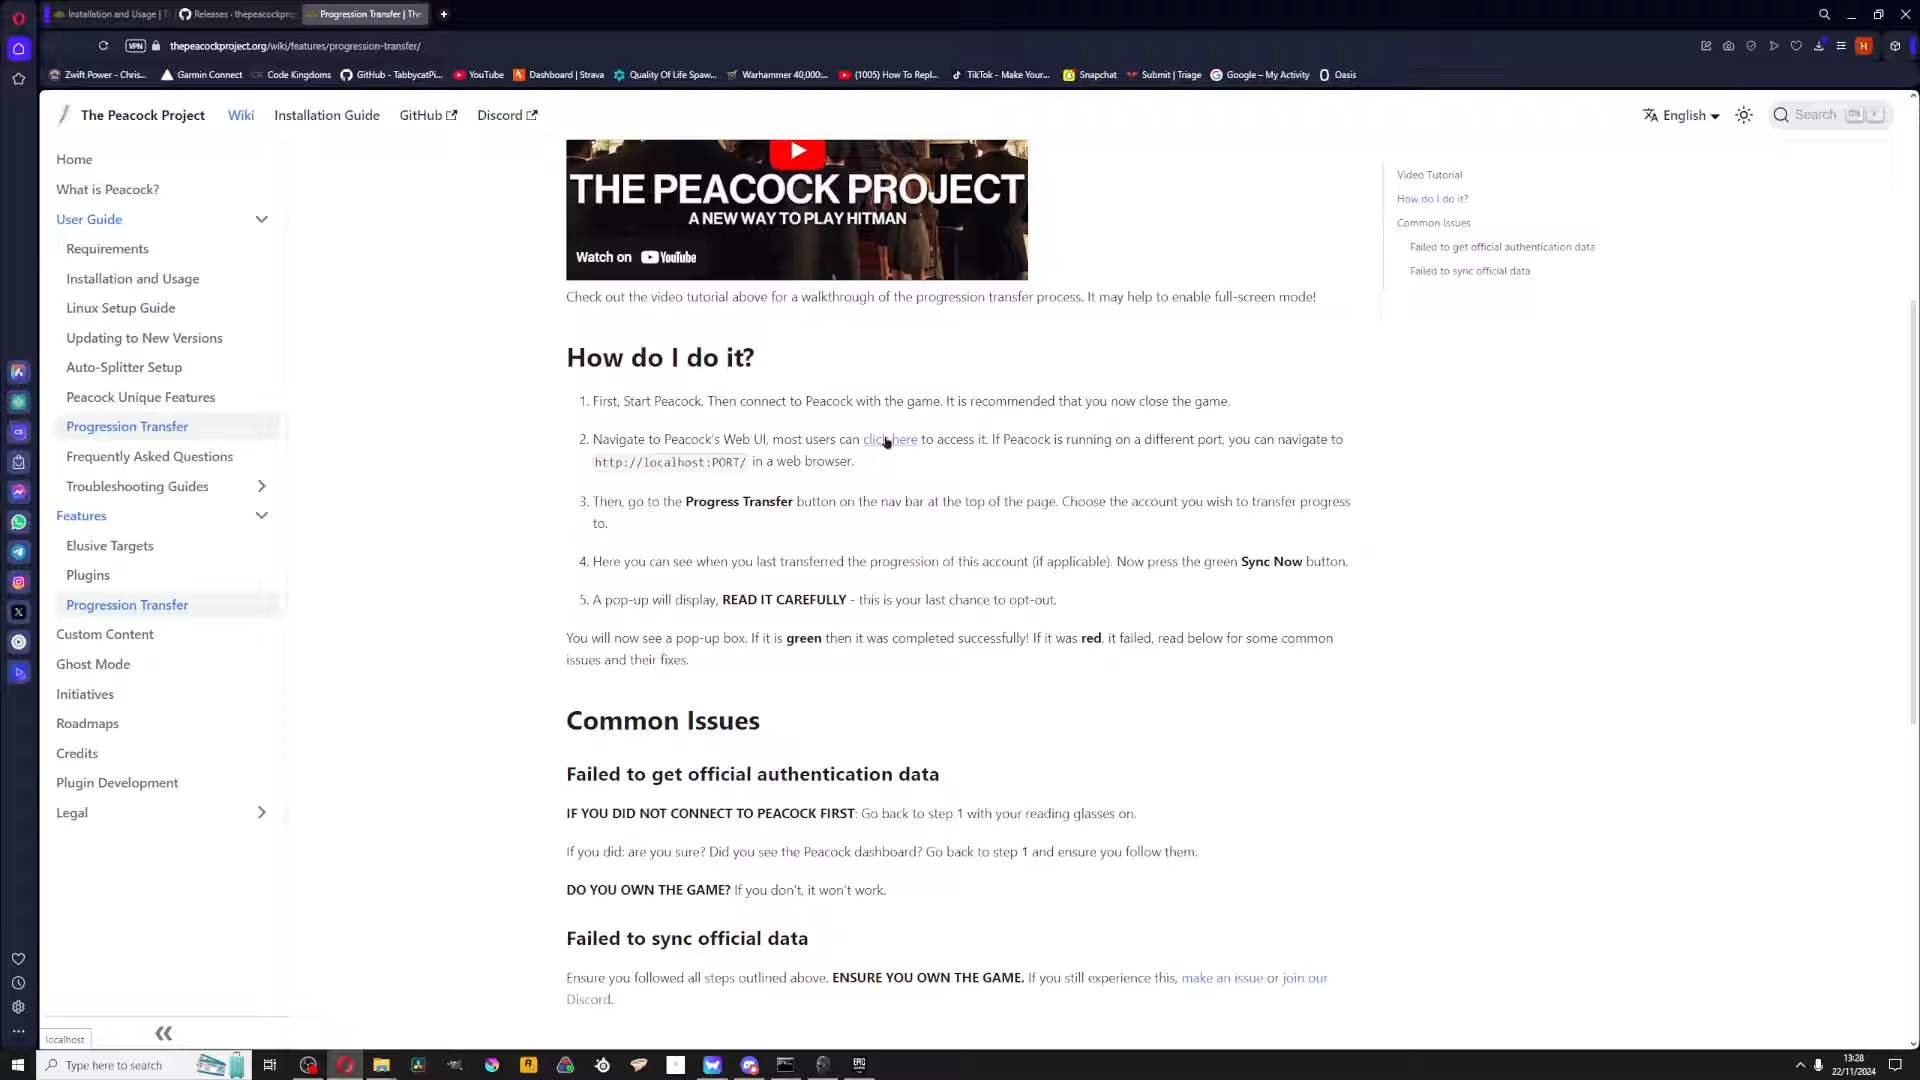 Installation and Usage | T
Releases · thepeacockpro
Progression Transfer | The
VPN
thepeacockproject.org/wiki/features/progression-transfer/
H
Zwift Power - Chris...
Garmin Connect
Code Kingdoms
GitHub - TabbycatPi...
YouTube
Dashboard | Strava
Quality Of Life Spaw...
Warhammer 40,000:...
(1005) How To Repl...
TikTok - Make Your...
Snapchat
Submit | Triage
Google – My Activity
Oasis
The Peacock Project
Wiki
Installation Guide
GitHub
Discord
English
Search
Home
What is Peacock?
User Guide
Requirements
Installation and Usage
Linux Setup Guide
Updating to New Versions
Auto-Splitter Setup
Peacock Unique Features
Progression Transfer
Frequently Asked Questions
Troubleshooting Guides
Features
Elusive Targets
Plugins
Progression Transfer
Custom Content
Ghost Mode
Initiatives
Roadmaps
Credits
Plugin Development
Legal
THE PEACOCK PROJECT
A NEW WAY TO PLAY HITMAN
Watch on YouTube
Check out the video tutorial above for a walkthrough of the progression transfer process. It may help to enable full-screen mode!
How do I do it?
1. First, Start Peacock. Then connect to Peacock with the game. It is recommended that you now close the game.
2. Navigate to Peacock's Web UI, most users can click here to access it. If Peacock is running on a different port, you can navigate to
http://localhost:PORT/ in a web browser.
3. Then, go to the Progress Transfer button on the nav bar at the top of the page. Choose the account you wish to transfer progress
to.
4. Here you can see when you last transferred the progression of this account (if applicable). Now press the green Sync Now button.
5. A pop-up will display, READ IT CAREFULLY - this is your last chance to opt-out.
You will now see a pop-up box. If it is green then it was completed successfully! If it was red, it failed, read below for some common
issues and their fixes.
Common Issues
Failed to get official authentication data
IF YOU DID NOT CONNECT TO PEACOCK FIRST: Go back to step 1 with your reading glasses on.
If you did: are you sure? Did you see the Peacock dashboard? Go back to step 1 and ensure you follow them.
DO YOU OWN THE GAME? If you don't, it won't work.
Failed to sync official data
Ensure you followed all steps outlined above. ENSURE YOU OWN THE GAME. If you still experience this, make an issue or join our
Discord.
Video Tutorial
How do I do it?
Common Issues
Failed to get official authentication data
Failed to sync official data
localhost
Type here to search
13:28
22/11/2024